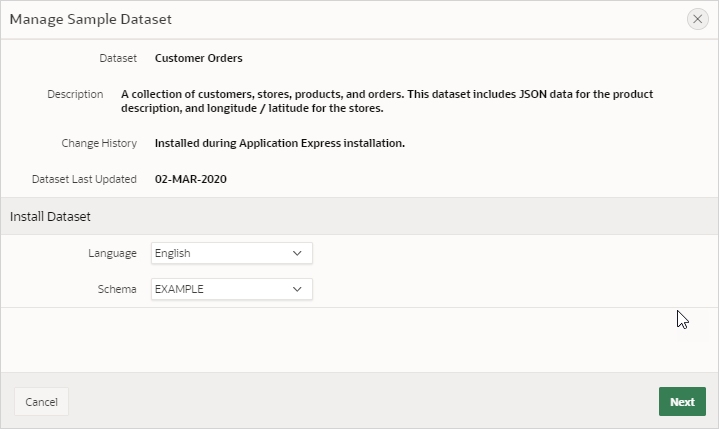 Manage Sample Dataset
Dataset Customer Orders
Description A collection of customers, stores, products, and orders. This dataset includes JSON data for the product
description, and longitude / latitude for the stores.
Change History Installed during Application Express installation.
Dataset Last Updated 02-MAR-2020
Install Dataset
Language English
Schema EXAMPLE
Cancel Next